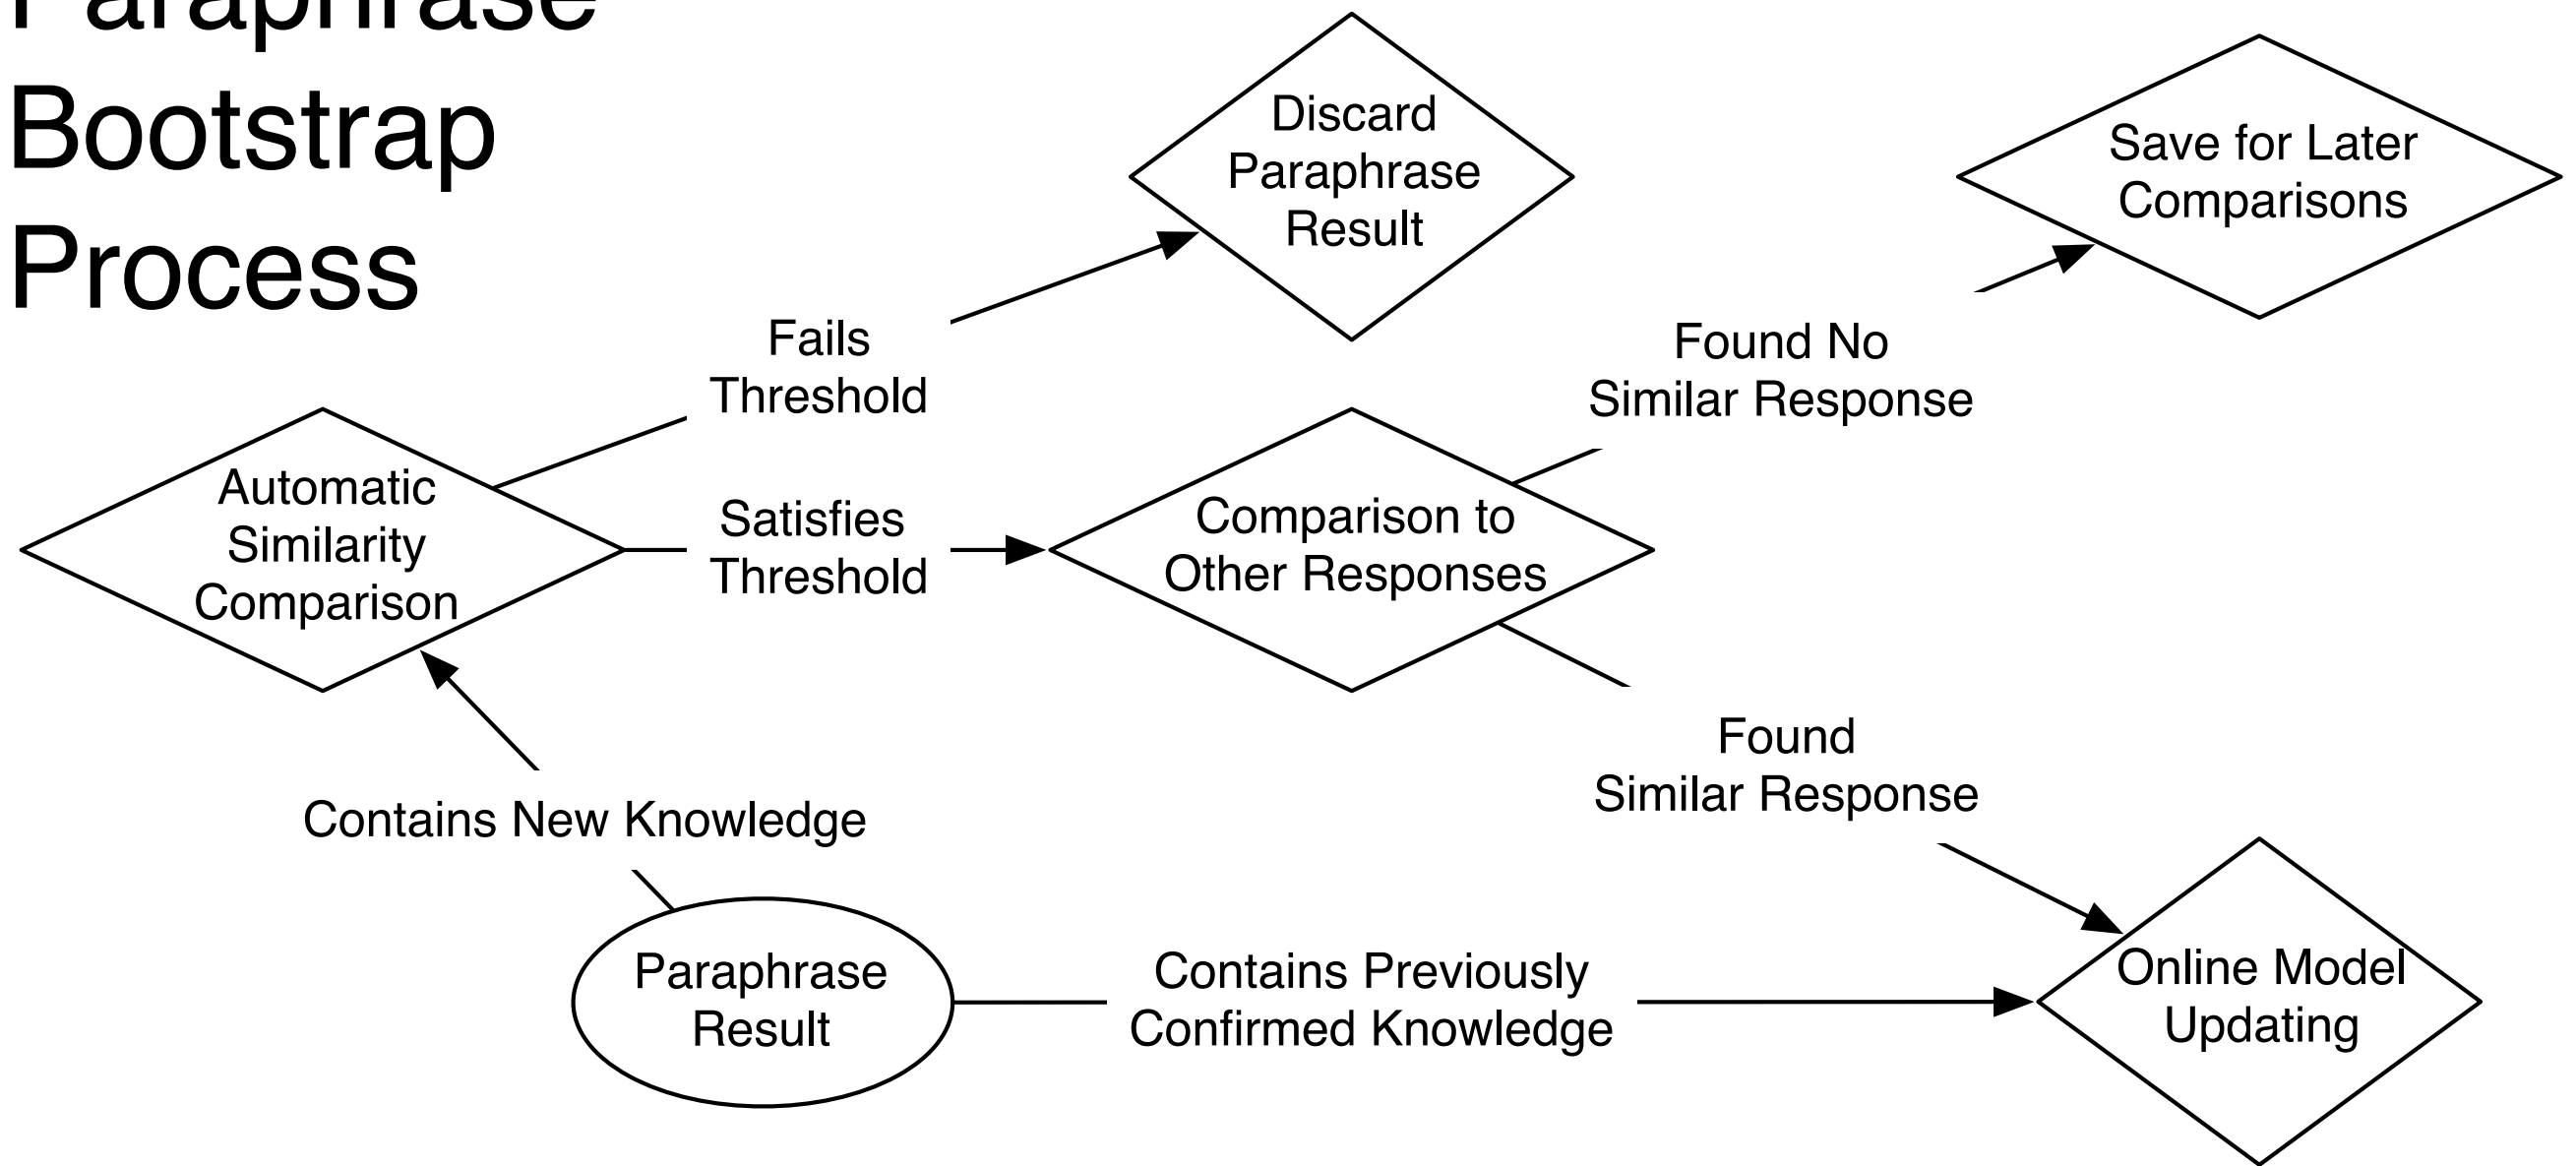 Paraphrase
Bootstrap
Process
Discard
Paraphrase
Result
Save for Later
Comparisons
Fails
Threshold
Found No
Similar Response
Automatic
Similarity
Comparison
Satisfies
Threshold
Comparison to
Other Responses
Found
Similar Response
Contains New Knowledge
Paraphrase
Result
Contains Previously
Confirmed Knowledge
Online Model
Updating